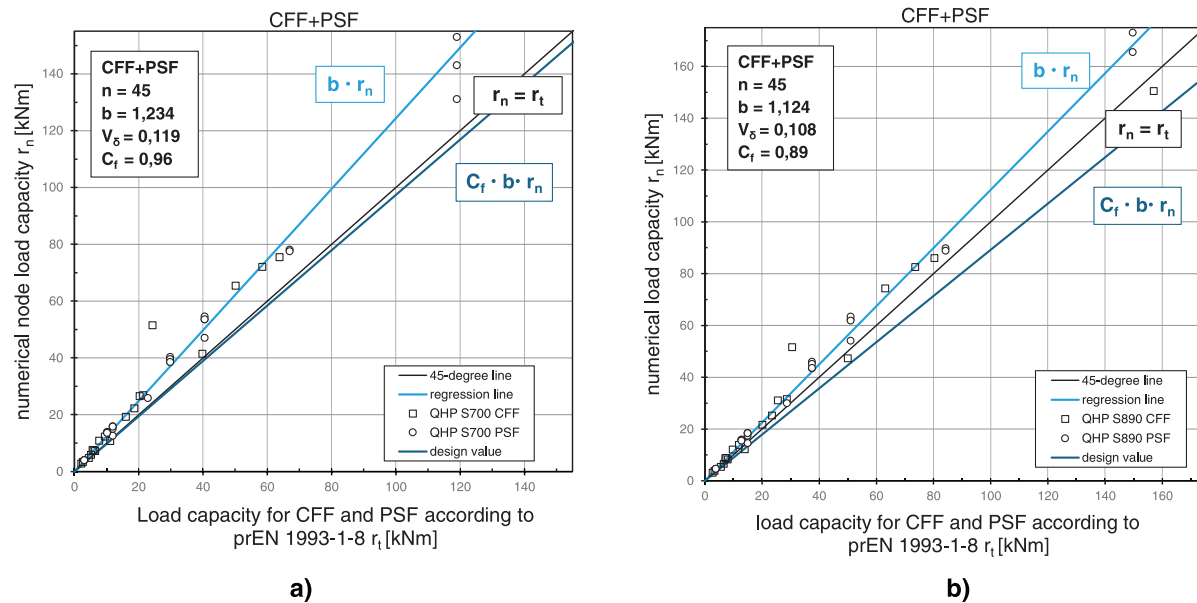 CFF+PSF
CFF+PSF
n = 45
b = 1,234
Vδ = 0,119
Cf = 0,96
b · rn
rn = rt
Cf · b· rn
numerical node load capacity rn [kNm]
140
120
100
80
60
40
20
0
45-degree line
regression line
QHP S700 CFF
QHP S700 PSF
design value
0 20 40 60 80 100 120 140
Load capacity for CFF and PSF according to
prEN 1993-1-8 rt [kNm]
a)
CFF+PSF
CFF+PSF
n = 45
b = 1,124
Vδ = 0,108
Cf = 0,89
b · rn
rn = rt
Cf · b· rn
numerical load capacity rn [kNm]
160
140
120
100
80
60
40
20
0
45-degree line
regression line
QHP S890 CFF
QHP S890 PSF
design value
0 20 40 60 80 100 120 140 160
load capacity for CFF and PSF according to
prEN 1993-1-8 rt [kNm]
b)